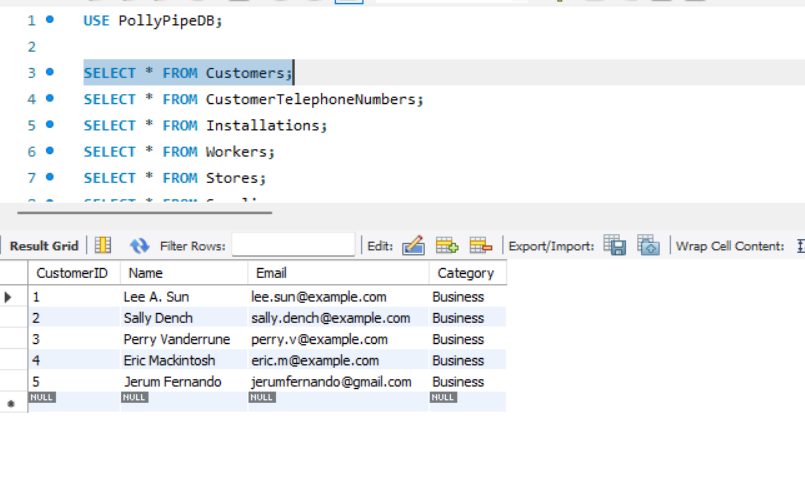 1 USE PollyPipeDB;
2
3 SELECT * FROM Customers;
4 SELECT * FROM CustomerTelephoneNumbers;
5 SELECT * FROM Installations;
6 SELECT * FROM Workers;
7 SELECT * FROM Stores;
8 SELECT * FROM
Result Grid Filter Rows: Edit: Export/Import: Wrap Cell Content:
CustomerID Name Email Category
1 Lee A. Sun lee.sun@example.com Business
2 Sally Dench sally.dench@example.com Business
3 Perry Vanderrune perry.v@example.com Business
4 Eric Mackintosh eric.m@example.com Business
5 Jerum Fernando jerumfernando@gmail.com Business
NULL NULL NULL NULL